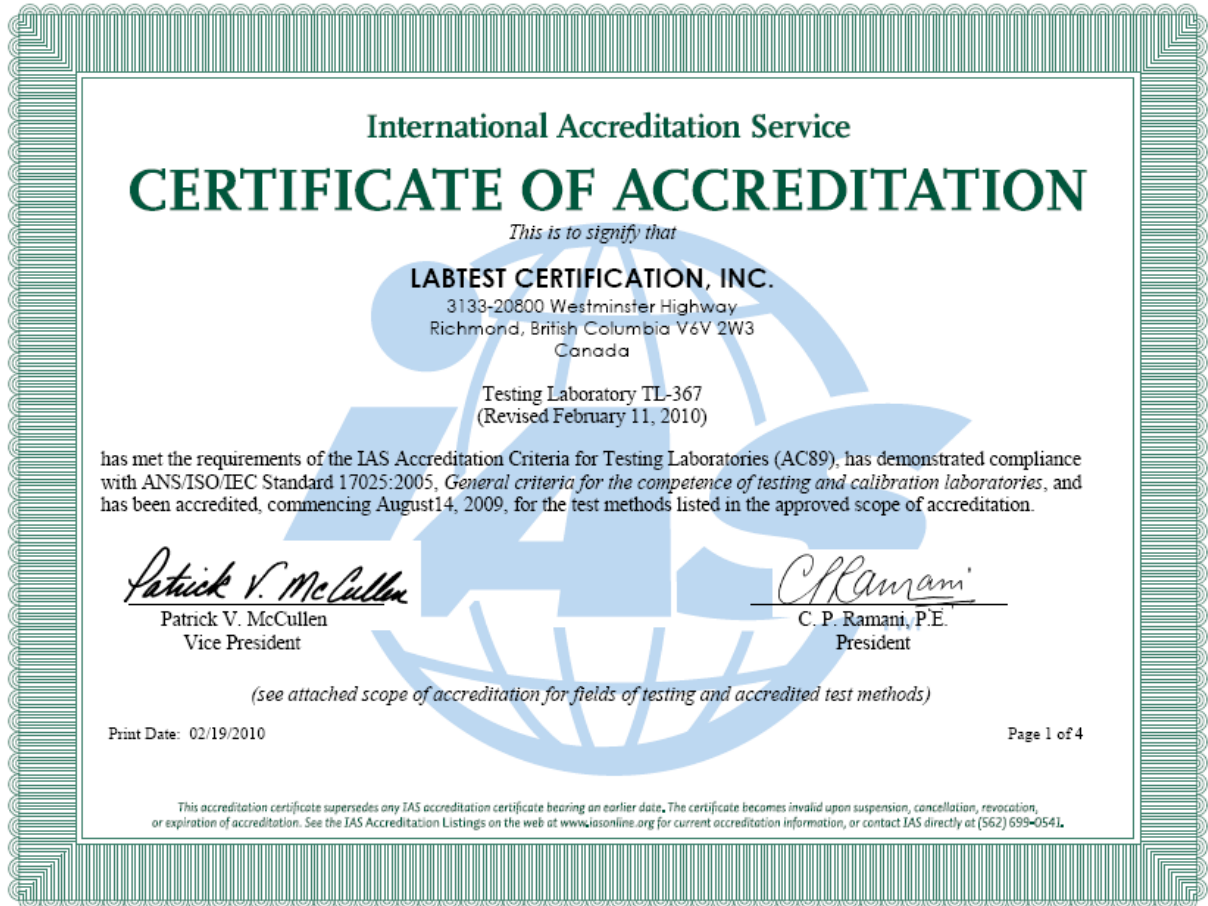 International Accreditation Service
CERTIFICATE OF ACCREDITATION
This is to signify that
LABTEST CERTIFICATION, INC.
3133-20800 Westminster Highway
Richmond, British Columbia V6V 2W3
Canada
Testing Laboratory TL-367
(Revised February 11, 2010)
has met the requirements of the IAS Accreditation Criteria for Testing Laboratories (AC89), has demonstrated compliance
with ANS/ISO/IEC Standard 17025:2005, General criteria for the competence of testing and calibration laboratories, and
has been accredited, commencing August14, 2009, for the test methods listed in the approved scope of accreditation.
Patrick V. McCullen
CPRamani
Patrick V. McCullen
C. P. Ramani, P.E.
Vice President
President
(see attached scope of accreditation for fields of testing and accredited test methods)
Print Date: 02/19/2010
Page 1 of 4
This accreditation certificate supersedes any IAS accreditation certificate bearing an earlier date. The certificate becomes invalid upon suspension, cancellation, revocation,
or expiration of accreditation. See the IAS Accreditation Listings on the web at www.iasonline.org for current accreditation information, or contact IAS directly at (562) 699-0541.
iAS
TM